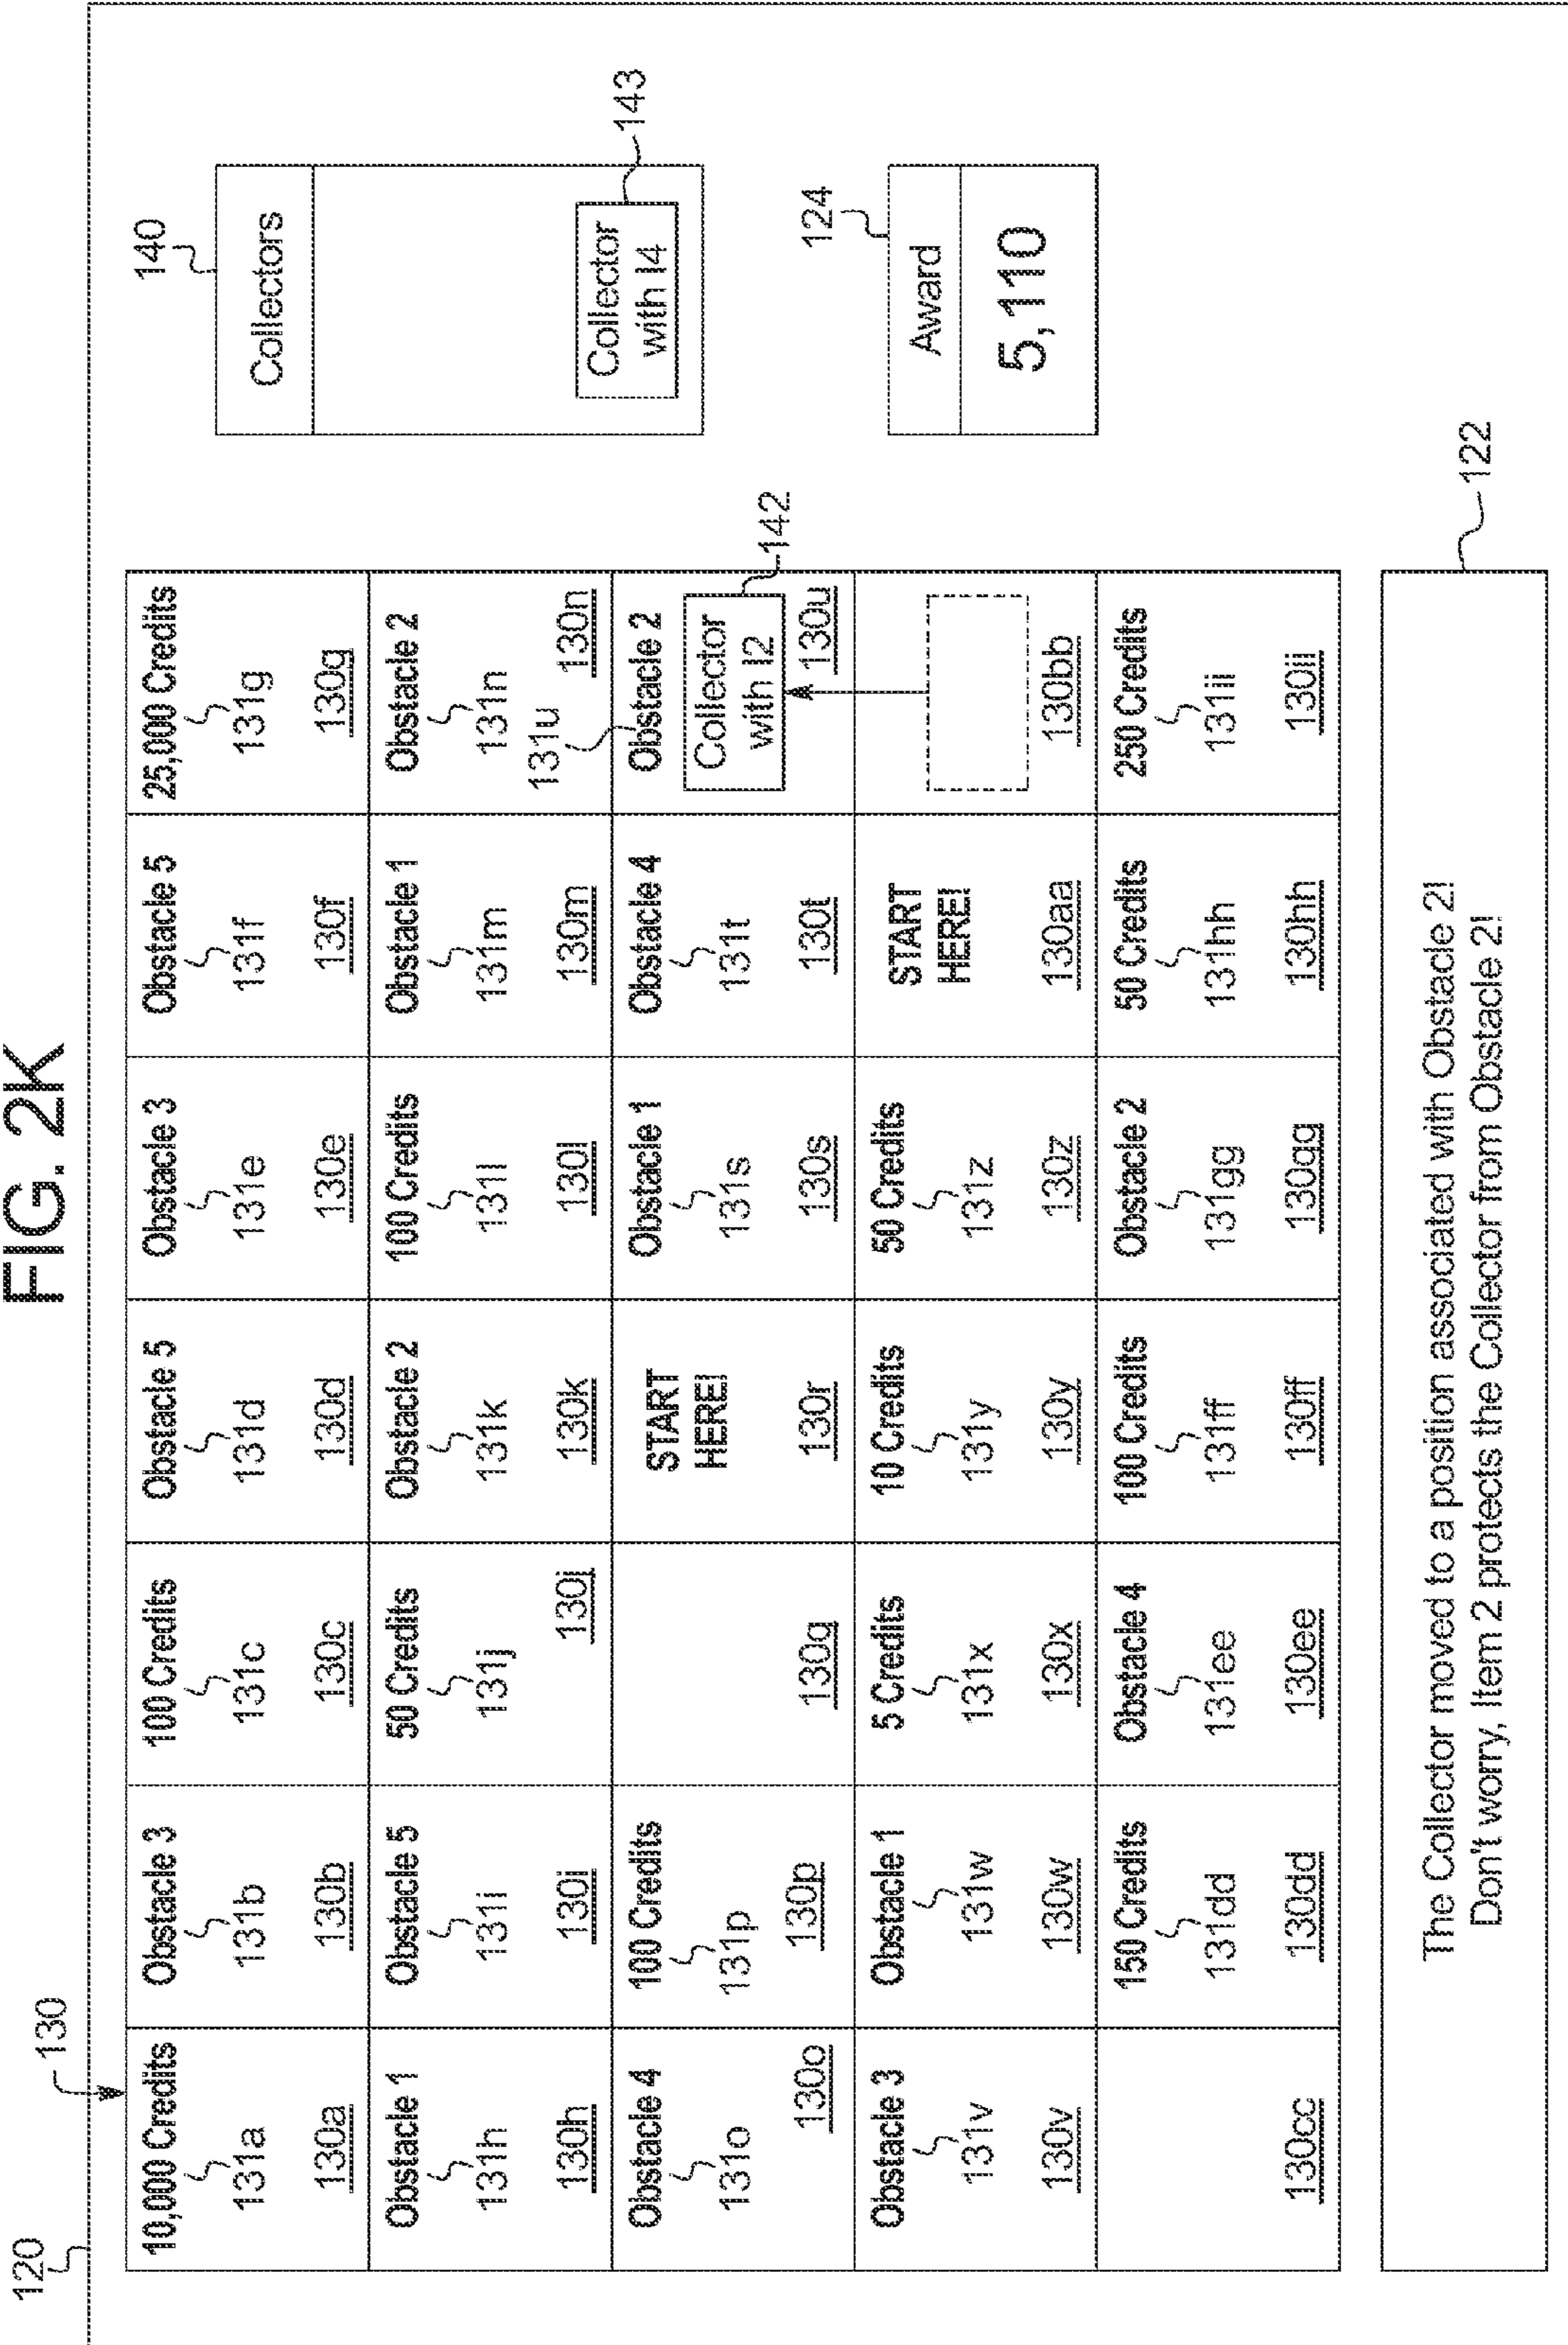 FIG. 2K
120
130
10,000 Credits
131a
130a
Obstacle 3
131b
130b
100 Credits
131c
130c
Obstacle 5
131d
130d
Obstacle 3
131e
130e
Obstacle 5
131f
130f
25,000 Credits
131g
130g
Obstacle 1
131h
130h
Obstacle 5
131i
130i
50 Credits
131j
130j
Obstacle 2
131k
130k
100 Credits
131l
130l
Obstacle 1
131m
130m
Obstacle 2
131n
130n
Obstacle 4
131o
130o
100 Credits
131p
130p
130q
START
HERE!
130r
Obstacle 1
131s
130s
Obstacle 4
131t
130t
131u
Obstacle 2
Collector
with I2
142
130u
Obstacle 3
131v
130v
Obstacle 1
131w
130w
5 Credits
131x
130x
10 Credits
131y
130y
50 Credits
131z
130z
START
HERE!
130aa
130bb
130cc
150 Credits
131dd
130dd
Obstacle 4
131ee
130ee
100 Credits
131ff
130ff
Obstacle 2
131gg
130gg
50 Credits
131hh
130hh
250 Credits
131ii
130ii
140
Collectors
Collector
with I4
143
124
Award
5,110
122
The Collector moved to a position associated with Obstacle 2!
Don't worry, Item 2 protects the Collector from Obstacle 2!